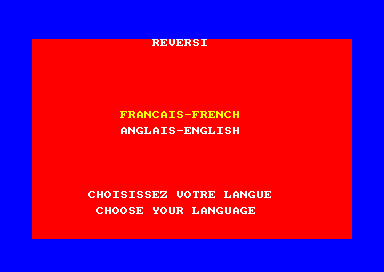 REVERSI
FRANCAIS-FRENCH
ANGLAIS-ENGLISH
CHOISISSEZ VOTRE LANGUE
CHOOSE YOUR LANGUAGE